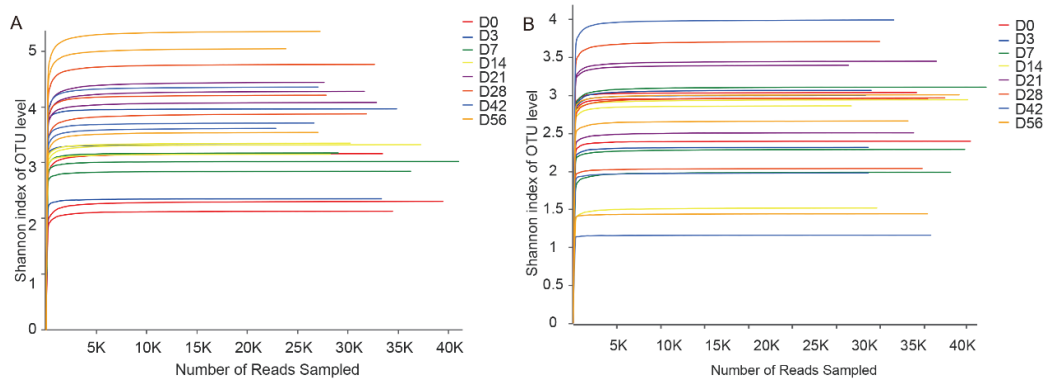 A
Shannon index of OTU level
5
4
3
2
1
0
5K 10K 15K 20K 25K 30K 35K 40K
Number of Reads Sampled
D0
D3
D7
D14
D21
D28
D42
D56
B
Shannon index of OTU level
4
3.5
3
2.5
2
1.5
1
0.5
0
5K 10K 15K 20K 25K 30K 35K 40K
Number of Reads Sampled
D0
D3
D7
D14
D21
D28
D42
D56